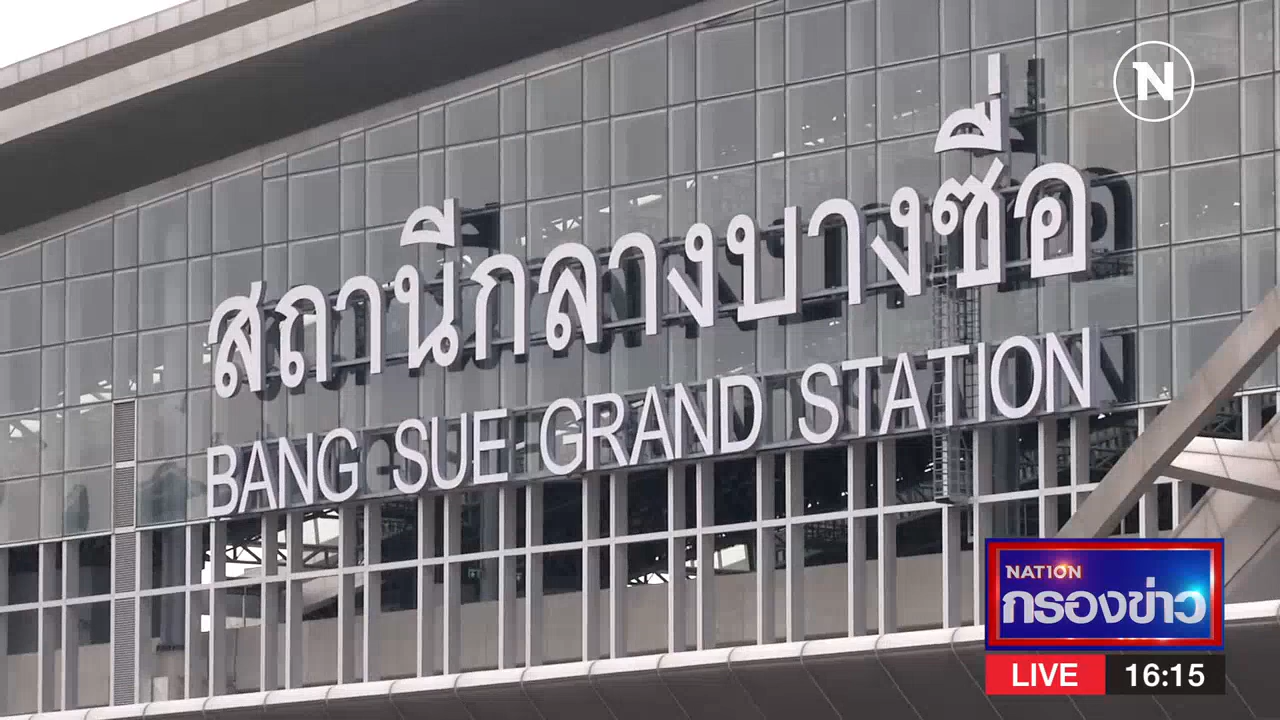 N
สถานีกลางบางซื่อ
BANG SUE GRAND STATION
NATION
กรองข่าว
LIVE 16:15